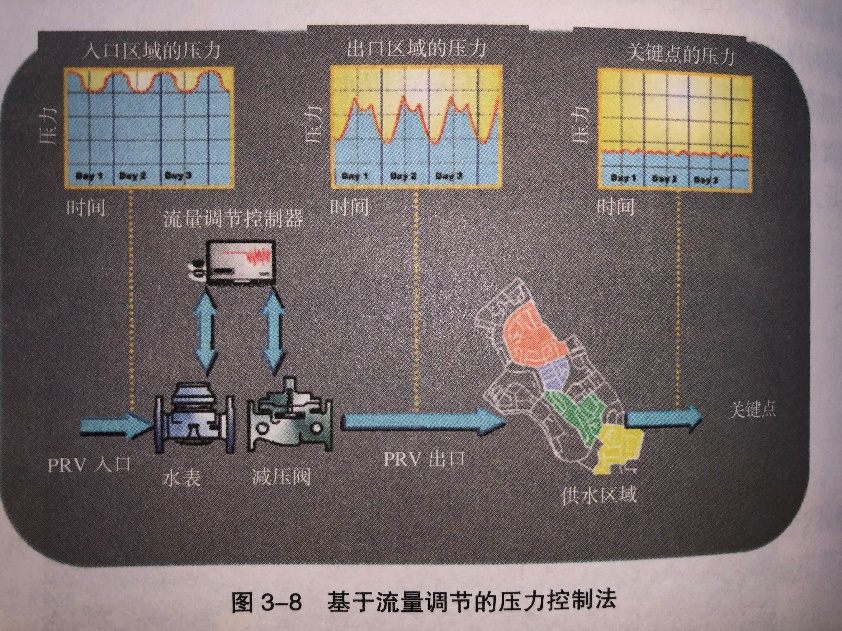 入口区域的压力
压力
Day 1 Day 2 Day 3
时间
出口区域的压力
压力
Day 1 Day 2 Day 3
时间
关键点的压力
压力
Day 1 Day 2 Day 3
时间
流量调节控制器
PRV 入口
水表
减压阀
PRV 出口
供水区域
关键点
图 3-8 基于流量调节的压力控制法